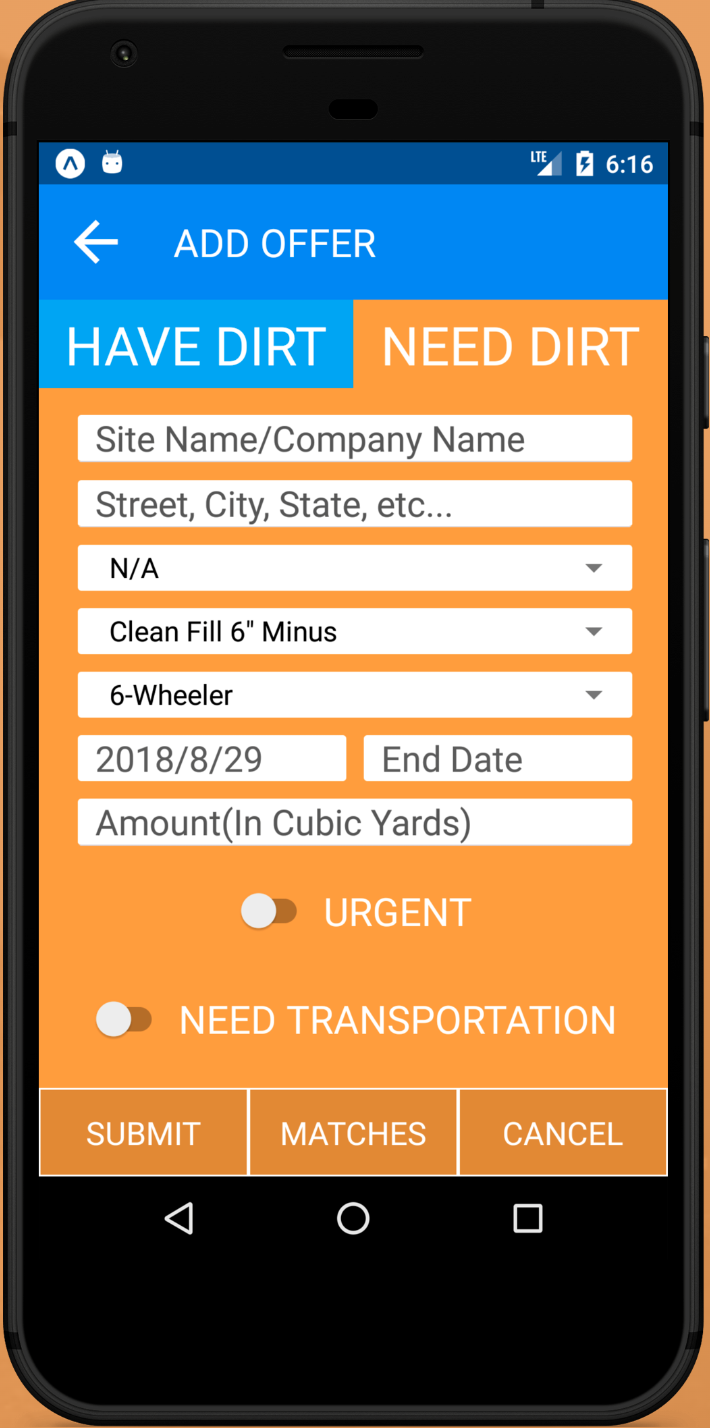 LTE 6:16
ADD OFFER
HAVE DIRT NEED DIRT
Site Name/Company Name
Street, City, State, etc...
N/A
Clean Fill 6" Minus
6-Wheeler
2018/8/29 End Date
Amount(In Cubic Yards)
URGENT
NEED TRANSPORTATION
SUBMIT MATCHES CANCEL